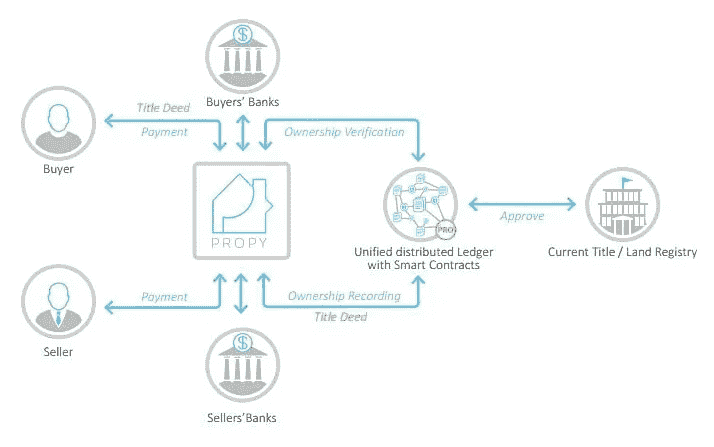 $
Buyers' Banks
Title Deed
Payment
Ownership Verification
Buyer
PROPY
PRO
Unified distributed Ledger
with Smart Contracts
Approve
Current Title / Land Registry
Payment
Ownership Recording
Title Deed
Seller
$
Sellers'Banks